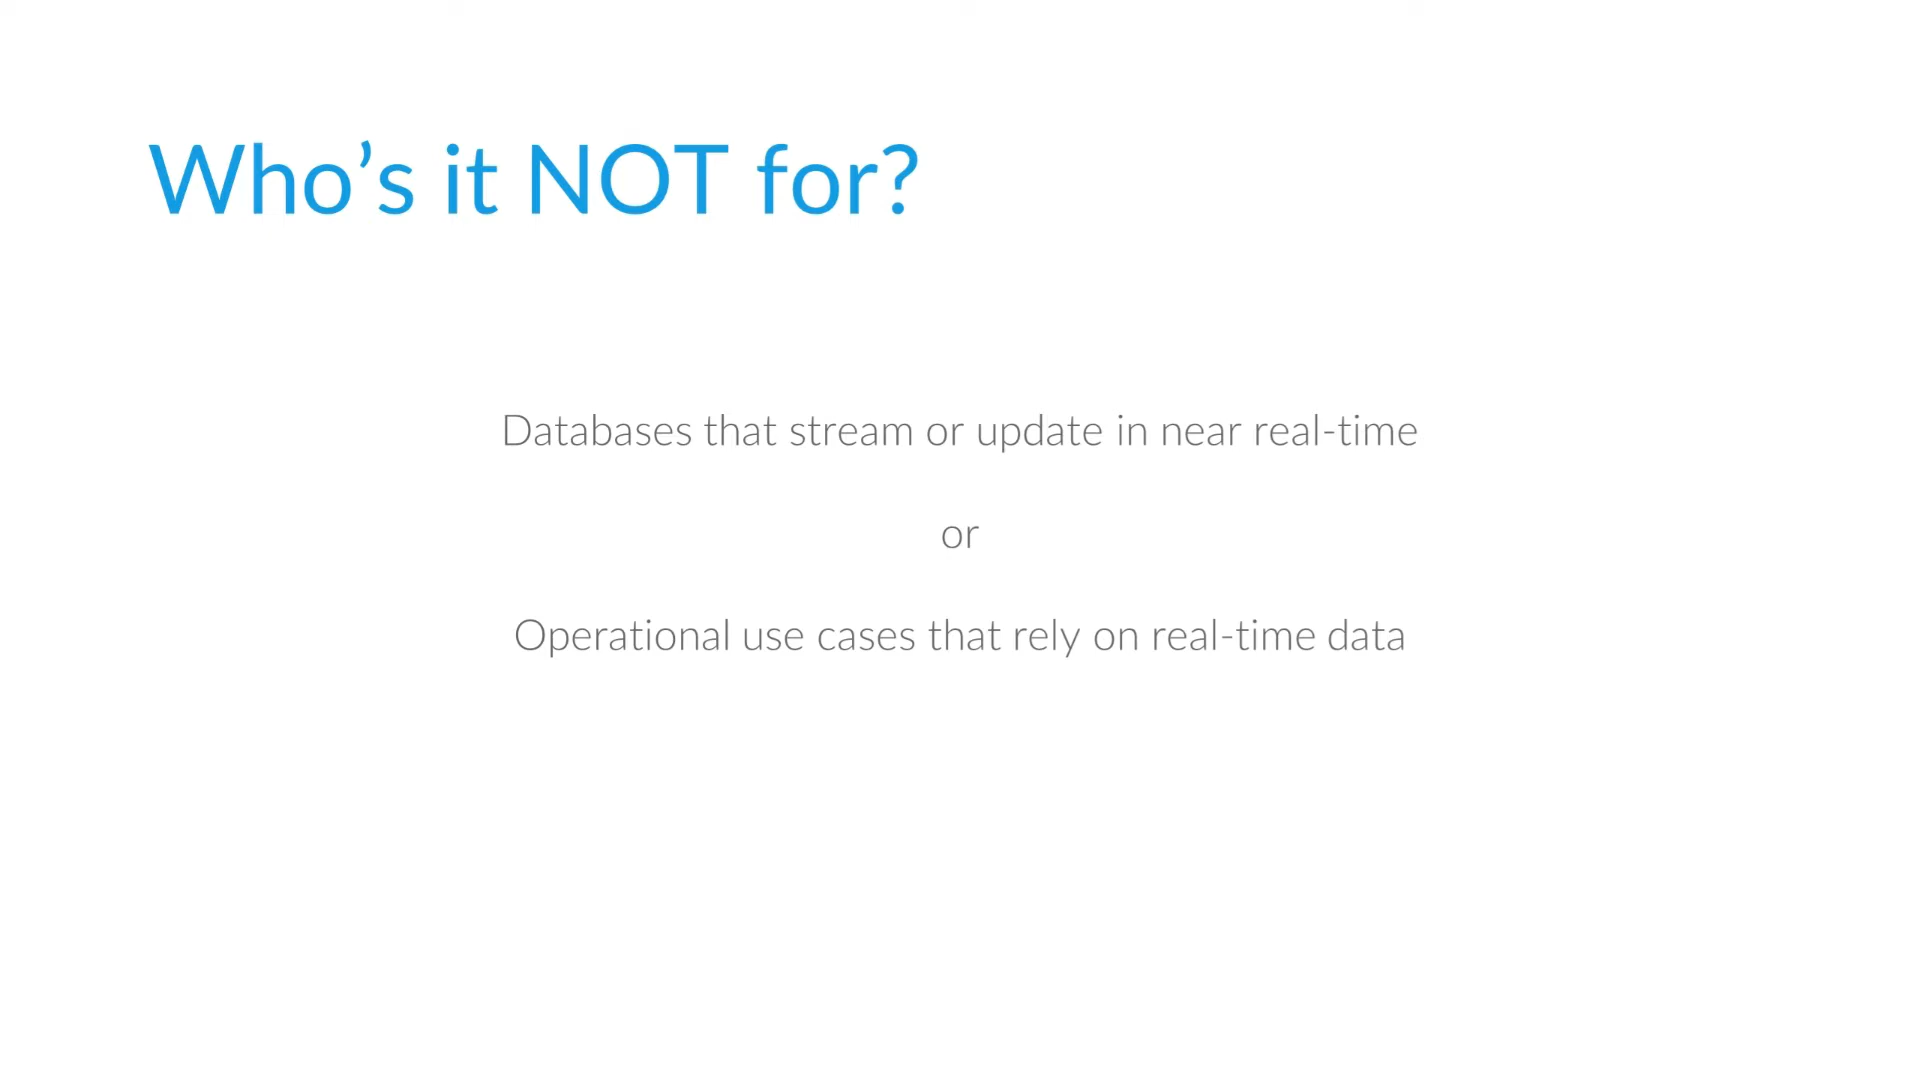 Who’s it NOT for?
Databases that stream or update in near real-time
or
Operational use cases that rely on real-time data